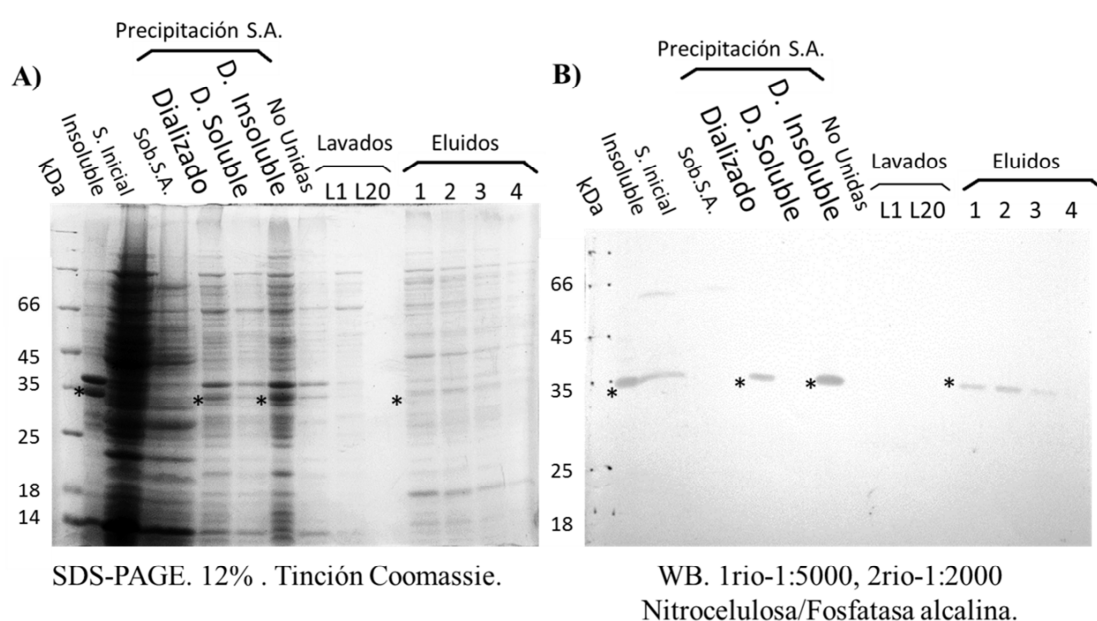 Precipitación S.A.
A)
kDa
Insoluble
S. Inicial
Sob.S.A.
Dializado
D. Soluble
D. Insoluble
No Unidas
Lavados
L1 L20
Eluidos
1 2 3 4
66
45
35
25
18
14
*
*
*
*
SDS-PAGE. 12% . Tinción Coomassie.
Precipitación S.A.
B)
kDa
Insoluble
S. Inicial
Sob.S.A.
Dializado
D. Soluble
D. Insoluble
No Unidas
Lavados
L1 L20
Eluidos
1 2 3 4
66
45
35
25
18
*
*
*
*
WB. 1rio-1:5000, 2rio-1:2000
Nitrocelulosa/Fosfatasa alcalina.